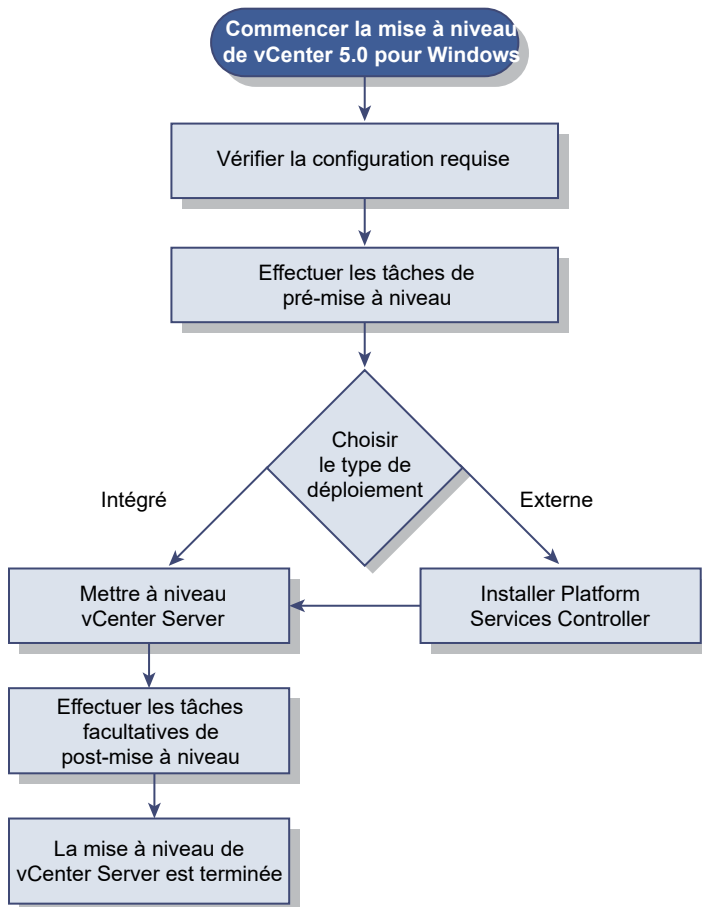 Commencer la mise à niveau
de vCenter 5.0 pour Windows
Vérifier la configuration requise
Effectuer les tâches de
pré-mise à niveau
Choisir
le type de
déploiement
Intégré
Externe
Mettre à niveau
vCenter Server
Installer Platform
Services Controller
Effectuer les tâches
facultatives de
post-mise à niveau
La mise à niveau de
vCenter Server est terminée